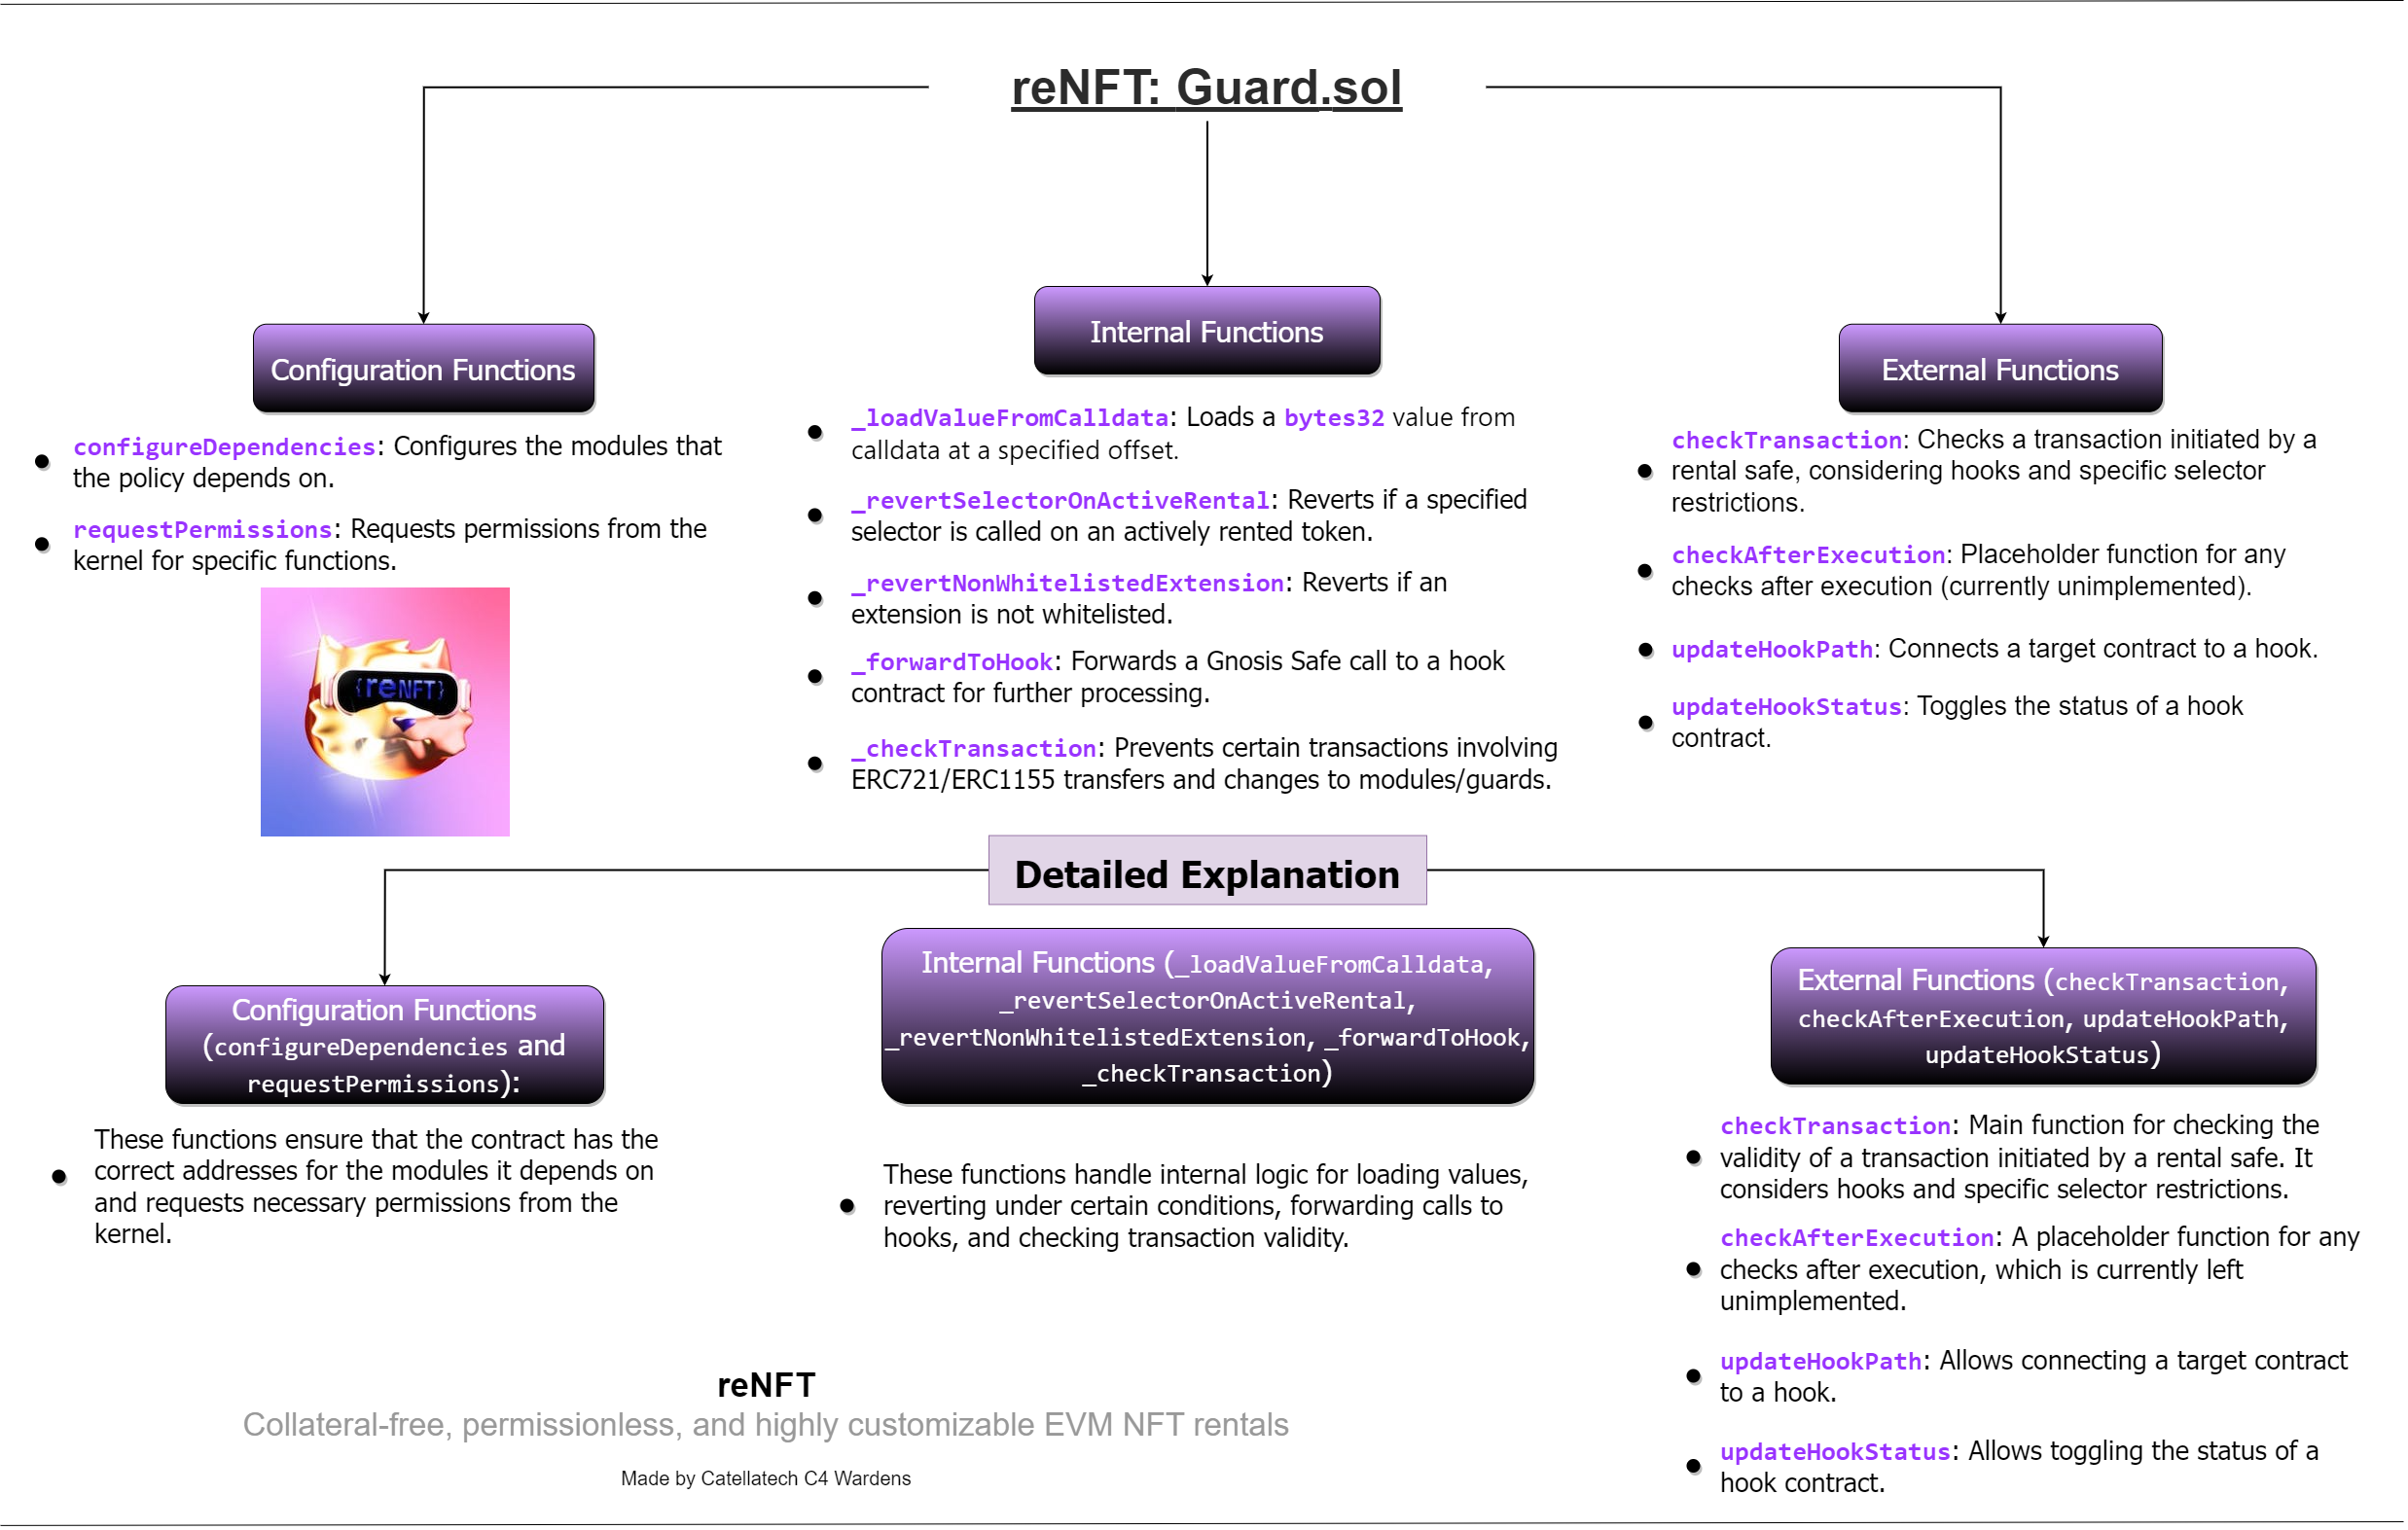 reNFT: Guard.sol
Configuration Functions
configureDependencies: Configures the modules that
the policy depends on.
requestPermissions: Requests permissions from the
kernel for specific functions.
{reNFT}
Internal Functions
_loadValueFromCalldata: Loads a bytes32 value from
calldata at a specified offset.
_revertSelectorOnActiveRental: Reverts if a specified
selector is called on an actively rented token.
_revertNonWhitelistedExtension: Reverts if an
extension is not whitelisted.
_forwardToHook: Forwards a Gnosis Safe call to a hook
contract for further processing.
_checkTransaction: Prevents certain transactions involving
ERC721/ERC1155 transfers and changes to modules/guards.
External Functions
checkTransaction: Checks a transaction initiated by a
rental safe, considering hooks and specific selector
restrictions.
checkAfterExecution: Placeholder function for any
checks after execution (currently unimplemented).
updateHookPath: Connects a target contract to a hook.
updateHookStatus: Toggles the status of a hook
contract.
Detailed Explanation
Configuration Functions
(configureDependencies and
requestPermissions):
These functions ensure that the contract has the
correct addresses for the modules it depends on
and requests necessary permissions from the
kernel.
Internal Functions (_loadValueFromCalldata,
_revertSelectorOnActiveRental,
_revertNonWhitelistedExtension, _forwardToHook,
_checkTransaction)
These functions handle internal logic for loading values,
reverting under certain conditions, forwarding calls to
hooks, and checking transaction validity.
External Functions (checkTransaction,
checkAfterExecution, updateHookPath,
updateHookStatus)
checkTransaction: Main function for checking the
validity of a transaction initiated by a rental safe. It
considers hooks and specific selector restrictions.
checkAfterExecution: A placeholder function for any
checks after execution, which is currently left
unimplemented.
updateHookPath: Allows connecting a target contract
to a hook.
updateHookStatus: Allows toggling the status of a
hook contract.
reNFT
Collateral-free, permissionless, and highly customizable EVM NFT rentals
Made by Catellatech C4 Wardens